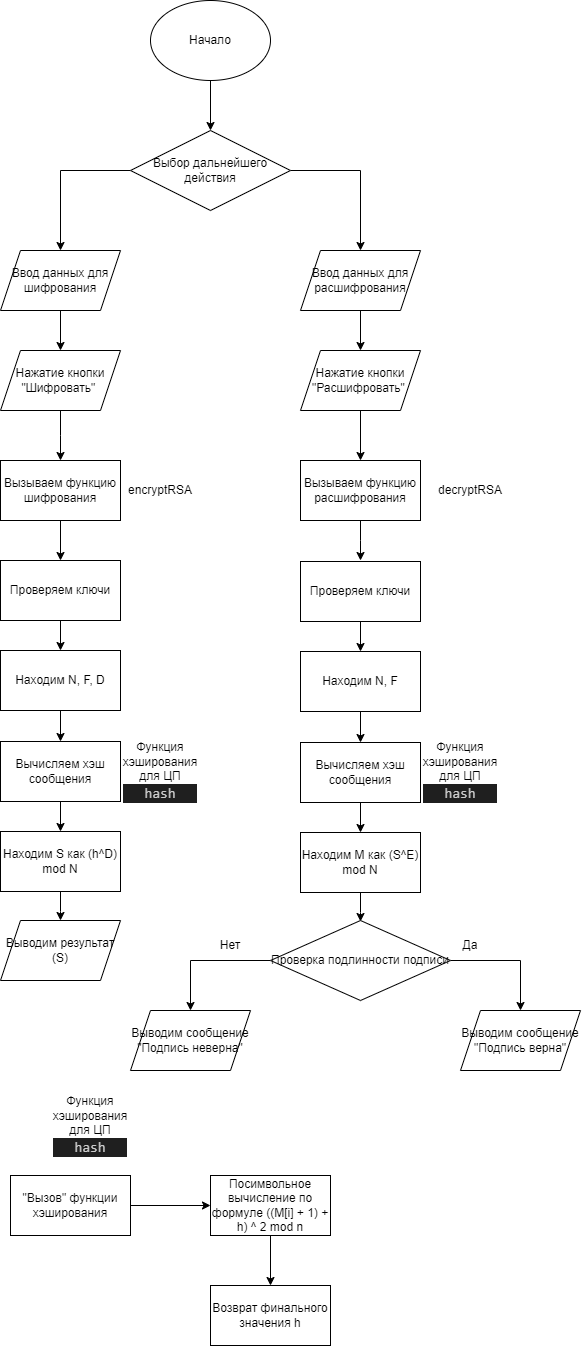 Начало
Выбор дальнейшего
действия
Ввод данных для
шифрования
Ввод данных для
расшифрования
Нажатие кнопки
"Шифровать"
Нажатие кнопки
"Расшифровать"
Вызываем функцию
шифрования
encryptRSA
Вызываем функцию
расшифрования
decryptRSA
Проверяем ключи
Проверяем ключи
Находим N, F, D
Находим N, F
Вычисляем хэш
сообщения
Функция
хэширования
для ЦП
hash
Вычисляем хэш
сообщения
Функция
хэширования
для ЦП
hash
Находим S как (h^D)
mod N
Находим M как (S^E)
mod N
Выводим результат
(S)
Нет
Проверка подлинности подписи
Да
Выводим сообщение
"Подпись неверна"
Выводим сообщение
"Подпись верна"
Функция
хэширования
для ЦП
hash
"Вызов" функции
хэширования
Посимвольное
вычисление по
формуле ((M[i] + 1) +
h) ^ 2 mod n
Возврат финального
значения h